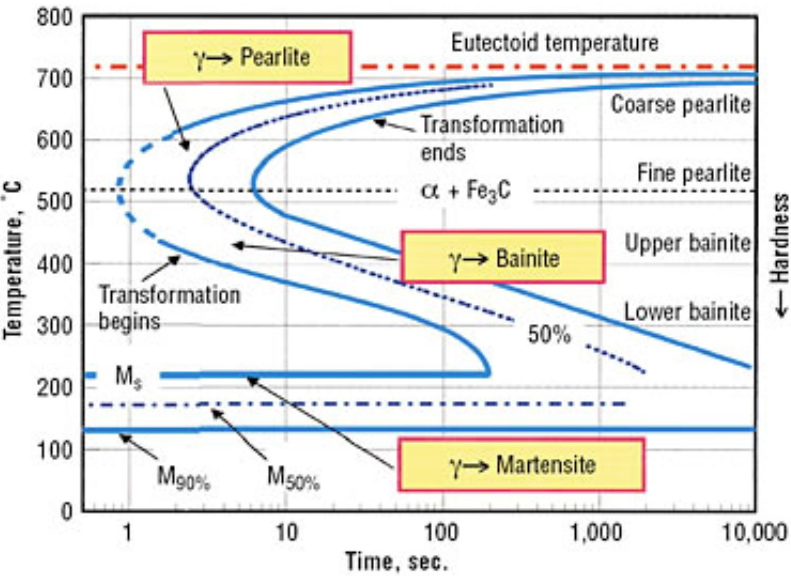 800
700
600
500
400
300
200
100
0
Temperature, °C
γ→ Pearlite
Eutectoid temperature
Coarse pearlite
Transformation
ends
Fine pearlite
α + Fe₃C
Upper bainite
γ→ Bainite
Transformation
begins
Lower bainite
50%
Mₛ
γ→ Martensite
M90%
M50%
← Hardness
1
10
100
1,000
10,000
Time, sec.